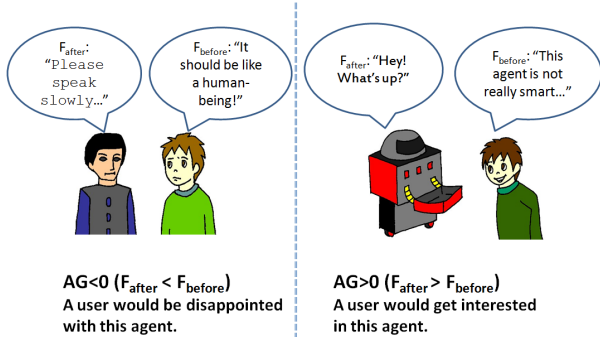 Fafter:
“Please
speak
slowly…”
Fbefore: “It
should be like
a human-
being!”
AG<0 (Fafter < Fbefore)
A user would be disappointed
with this agent.
Fafter: “Hey!
What’s up?”
Fbefore: “This
agent is not
really smart…”
AG>0 (Fafter > Fbefore)
A user would get interested
in this agent.